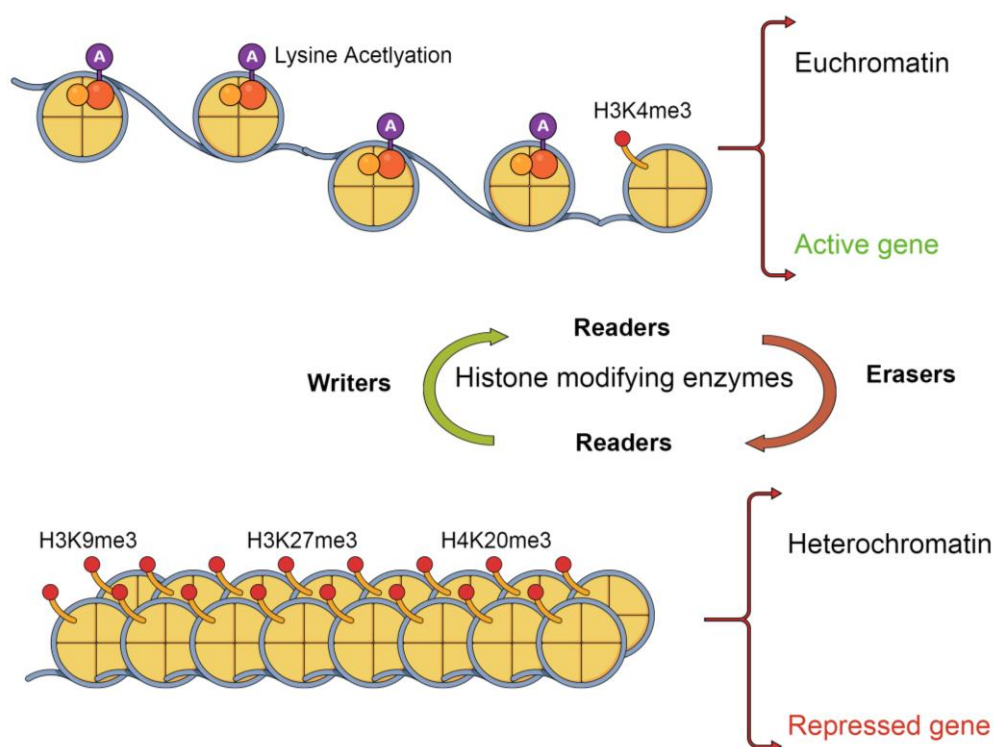 A
A
Lysine Acetlyation
A
A
H3K4me3
Euchromatin
Active gene
Readers
Writers
Histone modifying enzymes
Erasers
Readers
H3K9me3
H3K27me3
H4K20me3
Heterochromatin
Repressed gene